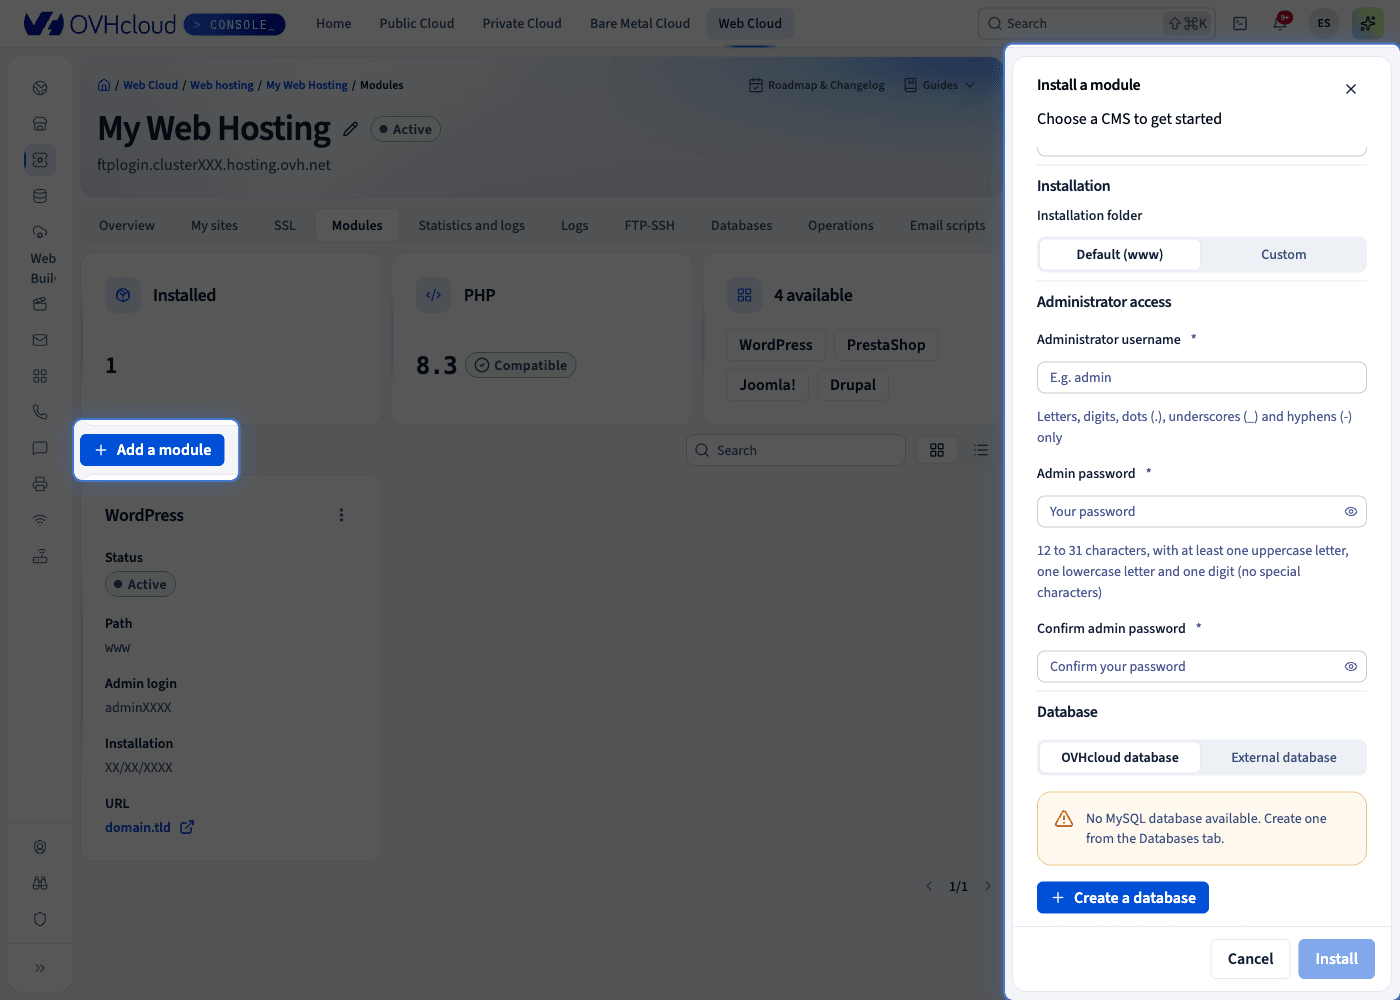 OVHcloud
> CONSOLE_
Home
Public Cloud
Private Cloud
Bare Metal Cloud
Web Cloud
Search
⇧⌘K
9+
ES
/ Web Cloud / Web hosting / My Web Hosting / Modules
Roadmap & Changelog
Guides
My Web Hosting
Active
ftplogin.clusterXXX.hosting.ovh.net
Overview
My sites
SSL
Modules
Statistics and logs
Logs
FTP-SSH
Databases
Operations
Email scripts
Web
Buil
Installed
1
PHP
8.3
Compatible
4 available
WordPress
PrestaShop
Joomla!
Drupal
+ Add a module
Search
WordPress
Status
Active
Path
www
Admin login
adminXXXX
Installation
XX/XX/XXXX
URL
domain.tld
1/1
Install a module
Choose a CMS to get started
Installation
Installation folder
Default (www)
Custom
Administrator access
Administrator username *
E.g. admin
Letters, digits, dots (.), underscores (_) and hyphens (-)
only
Admin password *
Your password
12 to 31 characters, with at least one uppercase letter,
one lowercase letter and one digit (no special
characters)
Confirm admin password *
Confirm your password
Database
OVHcloud database
External database
No MySQL database available. Create one
from the Databases tab.
+ Create a database
Cancel
Install